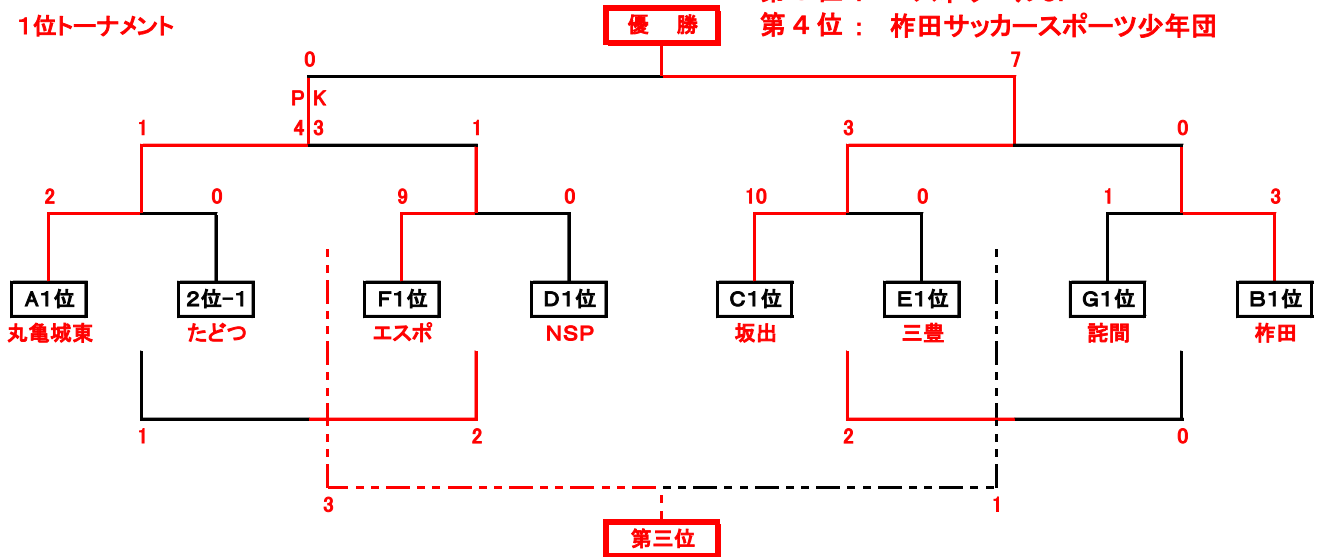 1位トーナメント
優 勝
第4位： 柞田サッカースポーツ少年団
0 7
PK
1 4 3 1 3 0
2 0 9 0 10 0 1 3
A1位 2位-1 F1位 D1位 C1位 E1位 G1位 B1位
丸亀城東 たどつ エスポ NSP 坂出 三豊 詫間 柞田
1 2 2 0
3 1
第三位